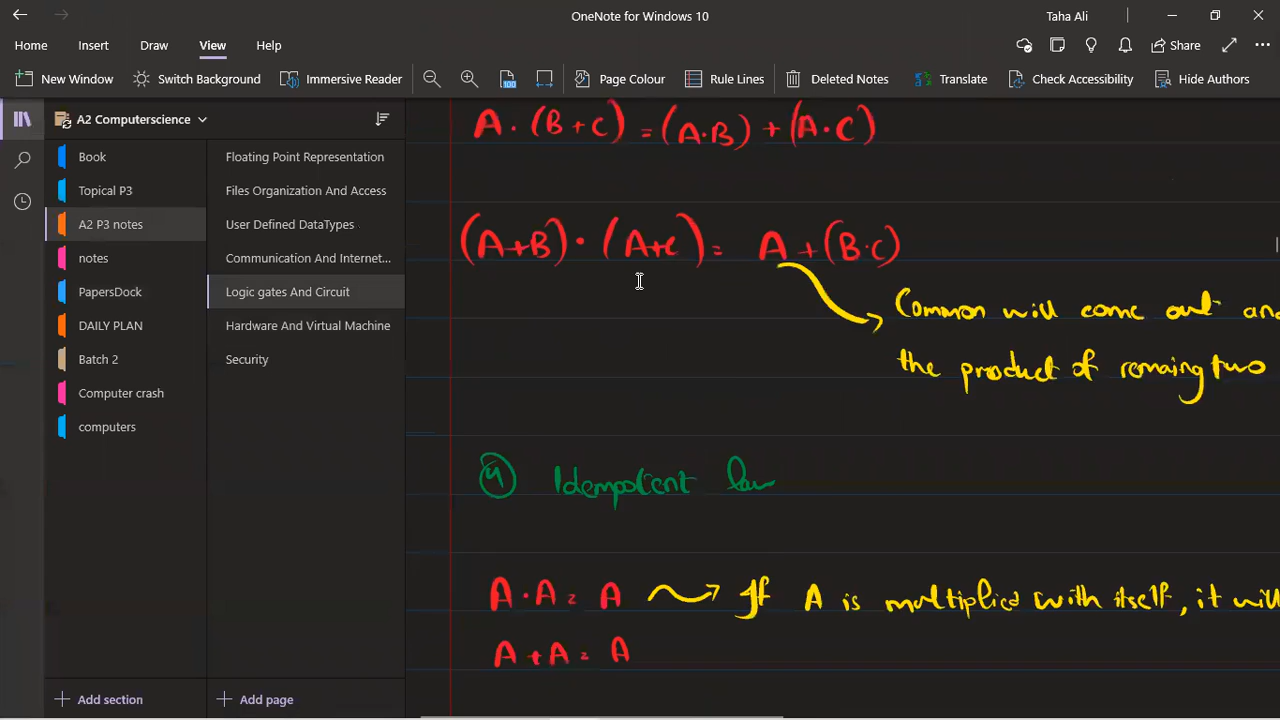 OneNote for Windows 10
Taha Ali
Home Insert Draw View Help
Share
New Window Switch Background Immersive Reader Page Colour Rule Lines Deleted Notes Translate Check Accessibility Hide Authors
A2 Computerscience
Book
Topical P3
A2 P3 notes
notes
PapersDock
DAILY PLAN
Batch 2
Computer crash
computers
Add section
Floating Point Representation
Files Organization And Access
User Defined DataTypes
Communication And Internet...
Logic gates And Circuit
Hardware And Virtual Machine
Security
Add page
A · (B + C) = (A·B) + (A·C)
(A+B) · (A+C) = A + (B·C)
Common will come out an
the product of remaing two
4 Idempotent law
A · A = A If A is multiplied with itself, it will
A + A = A